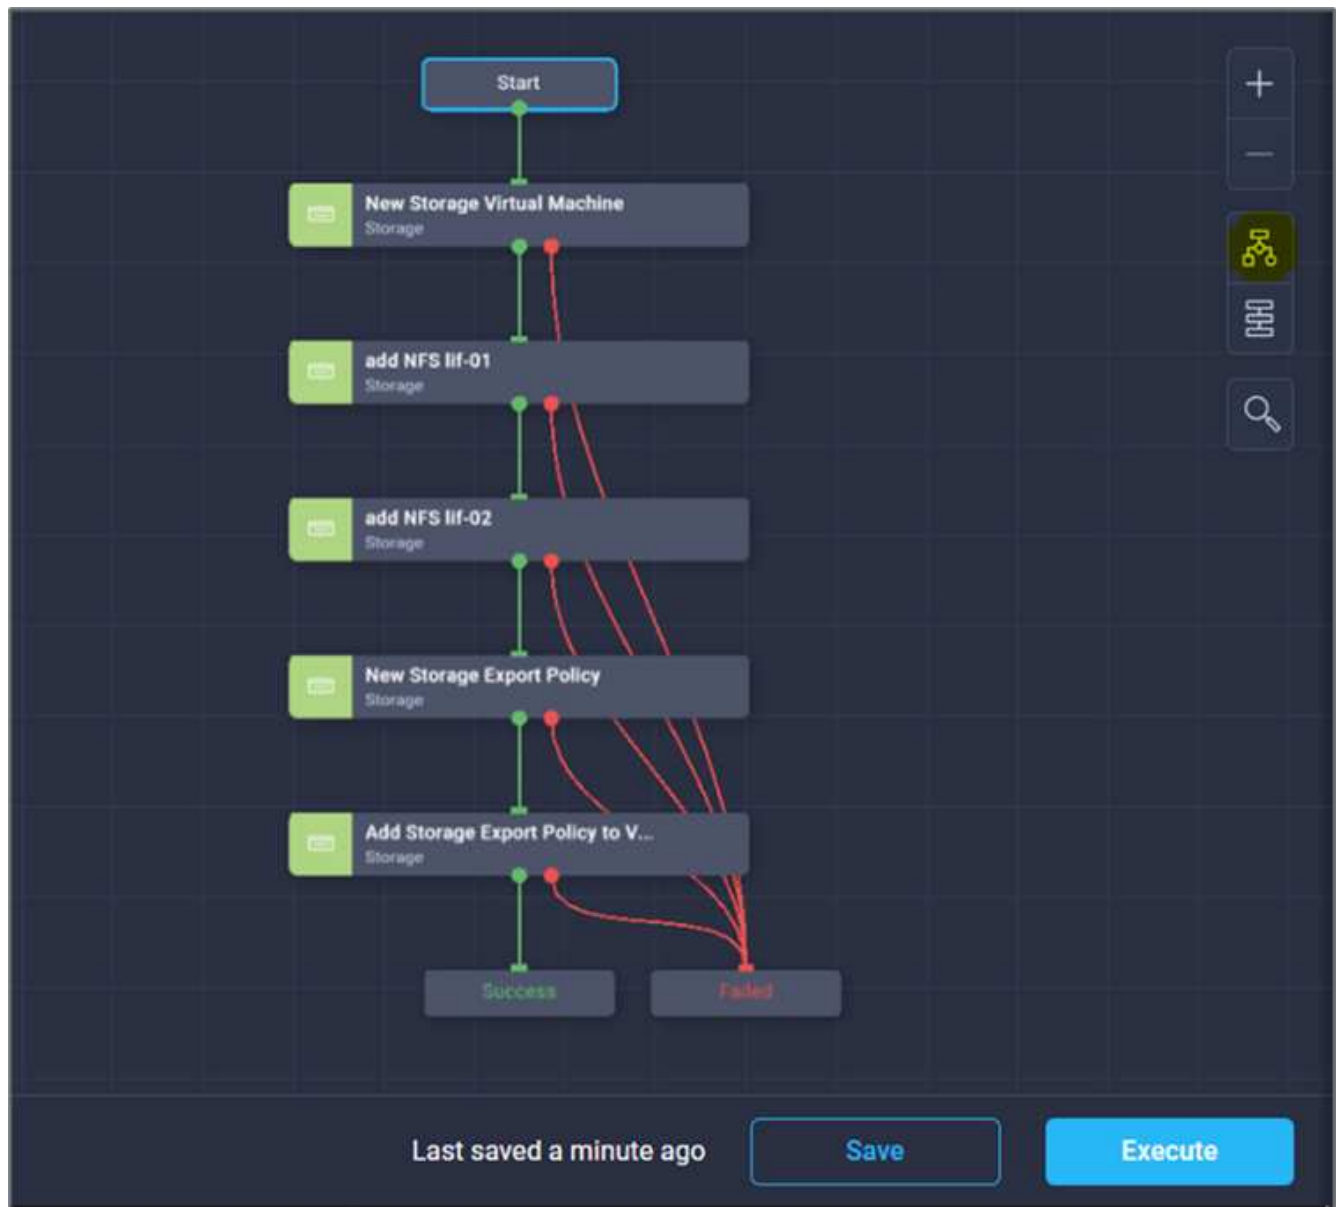 Start
New Storage Virtual Machine
Storage
add NFS lif-01
Storage
add NFS lif-02
Storage
New Storage Export Policy
Storage
Add Storage Export Policy to V...
Storage
Success
Failed
Last saved a minute ago
Save
Execute